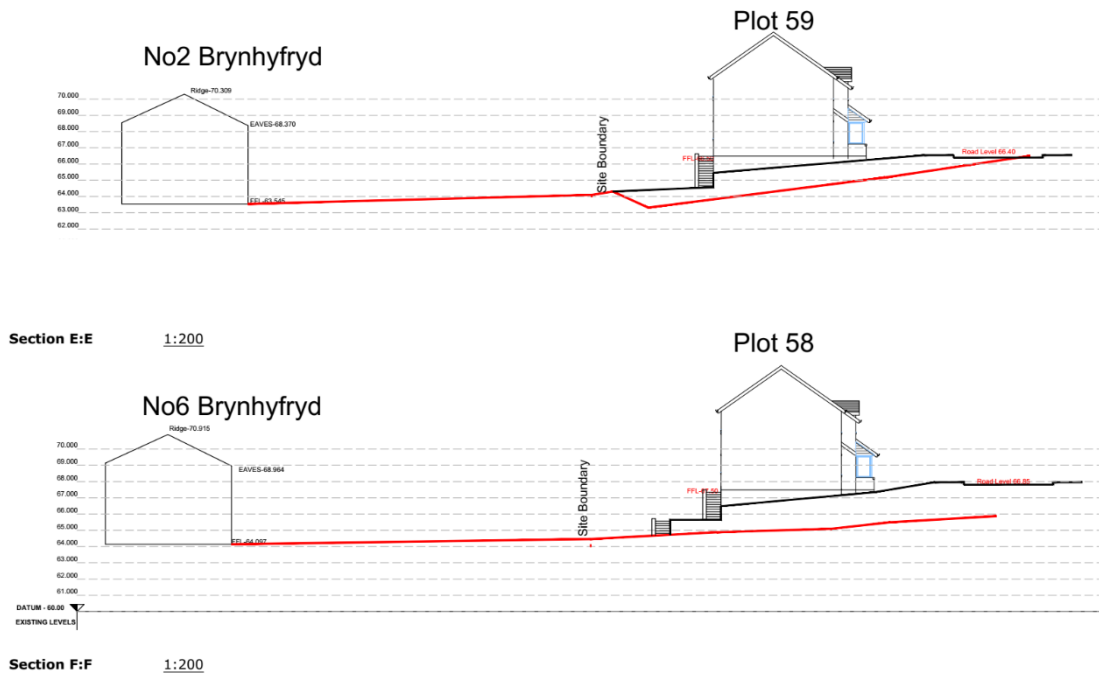 Plot 59
No2 Brynhyfryd
Ridge-70.309
70.000
69.000
EAVES-68.370
68.000
67.000
66.000
65.000
64.000
63.000
62.000
Site Boundary
Road Level 66.40
FFL-63.545
Section E:E 1:200
Plot 58
No6 Brynhyfryd
Ridge-70.915
70.000
69.000
EAVES-68.964
68.000
67.000
66.000
65.000
64.000
63.000
62.000
61.000
Site Boundary
Road Level 66.85
FFL-64.097
DATUM - 60.00
EXISTING LEVELS
Section F:F 1:200